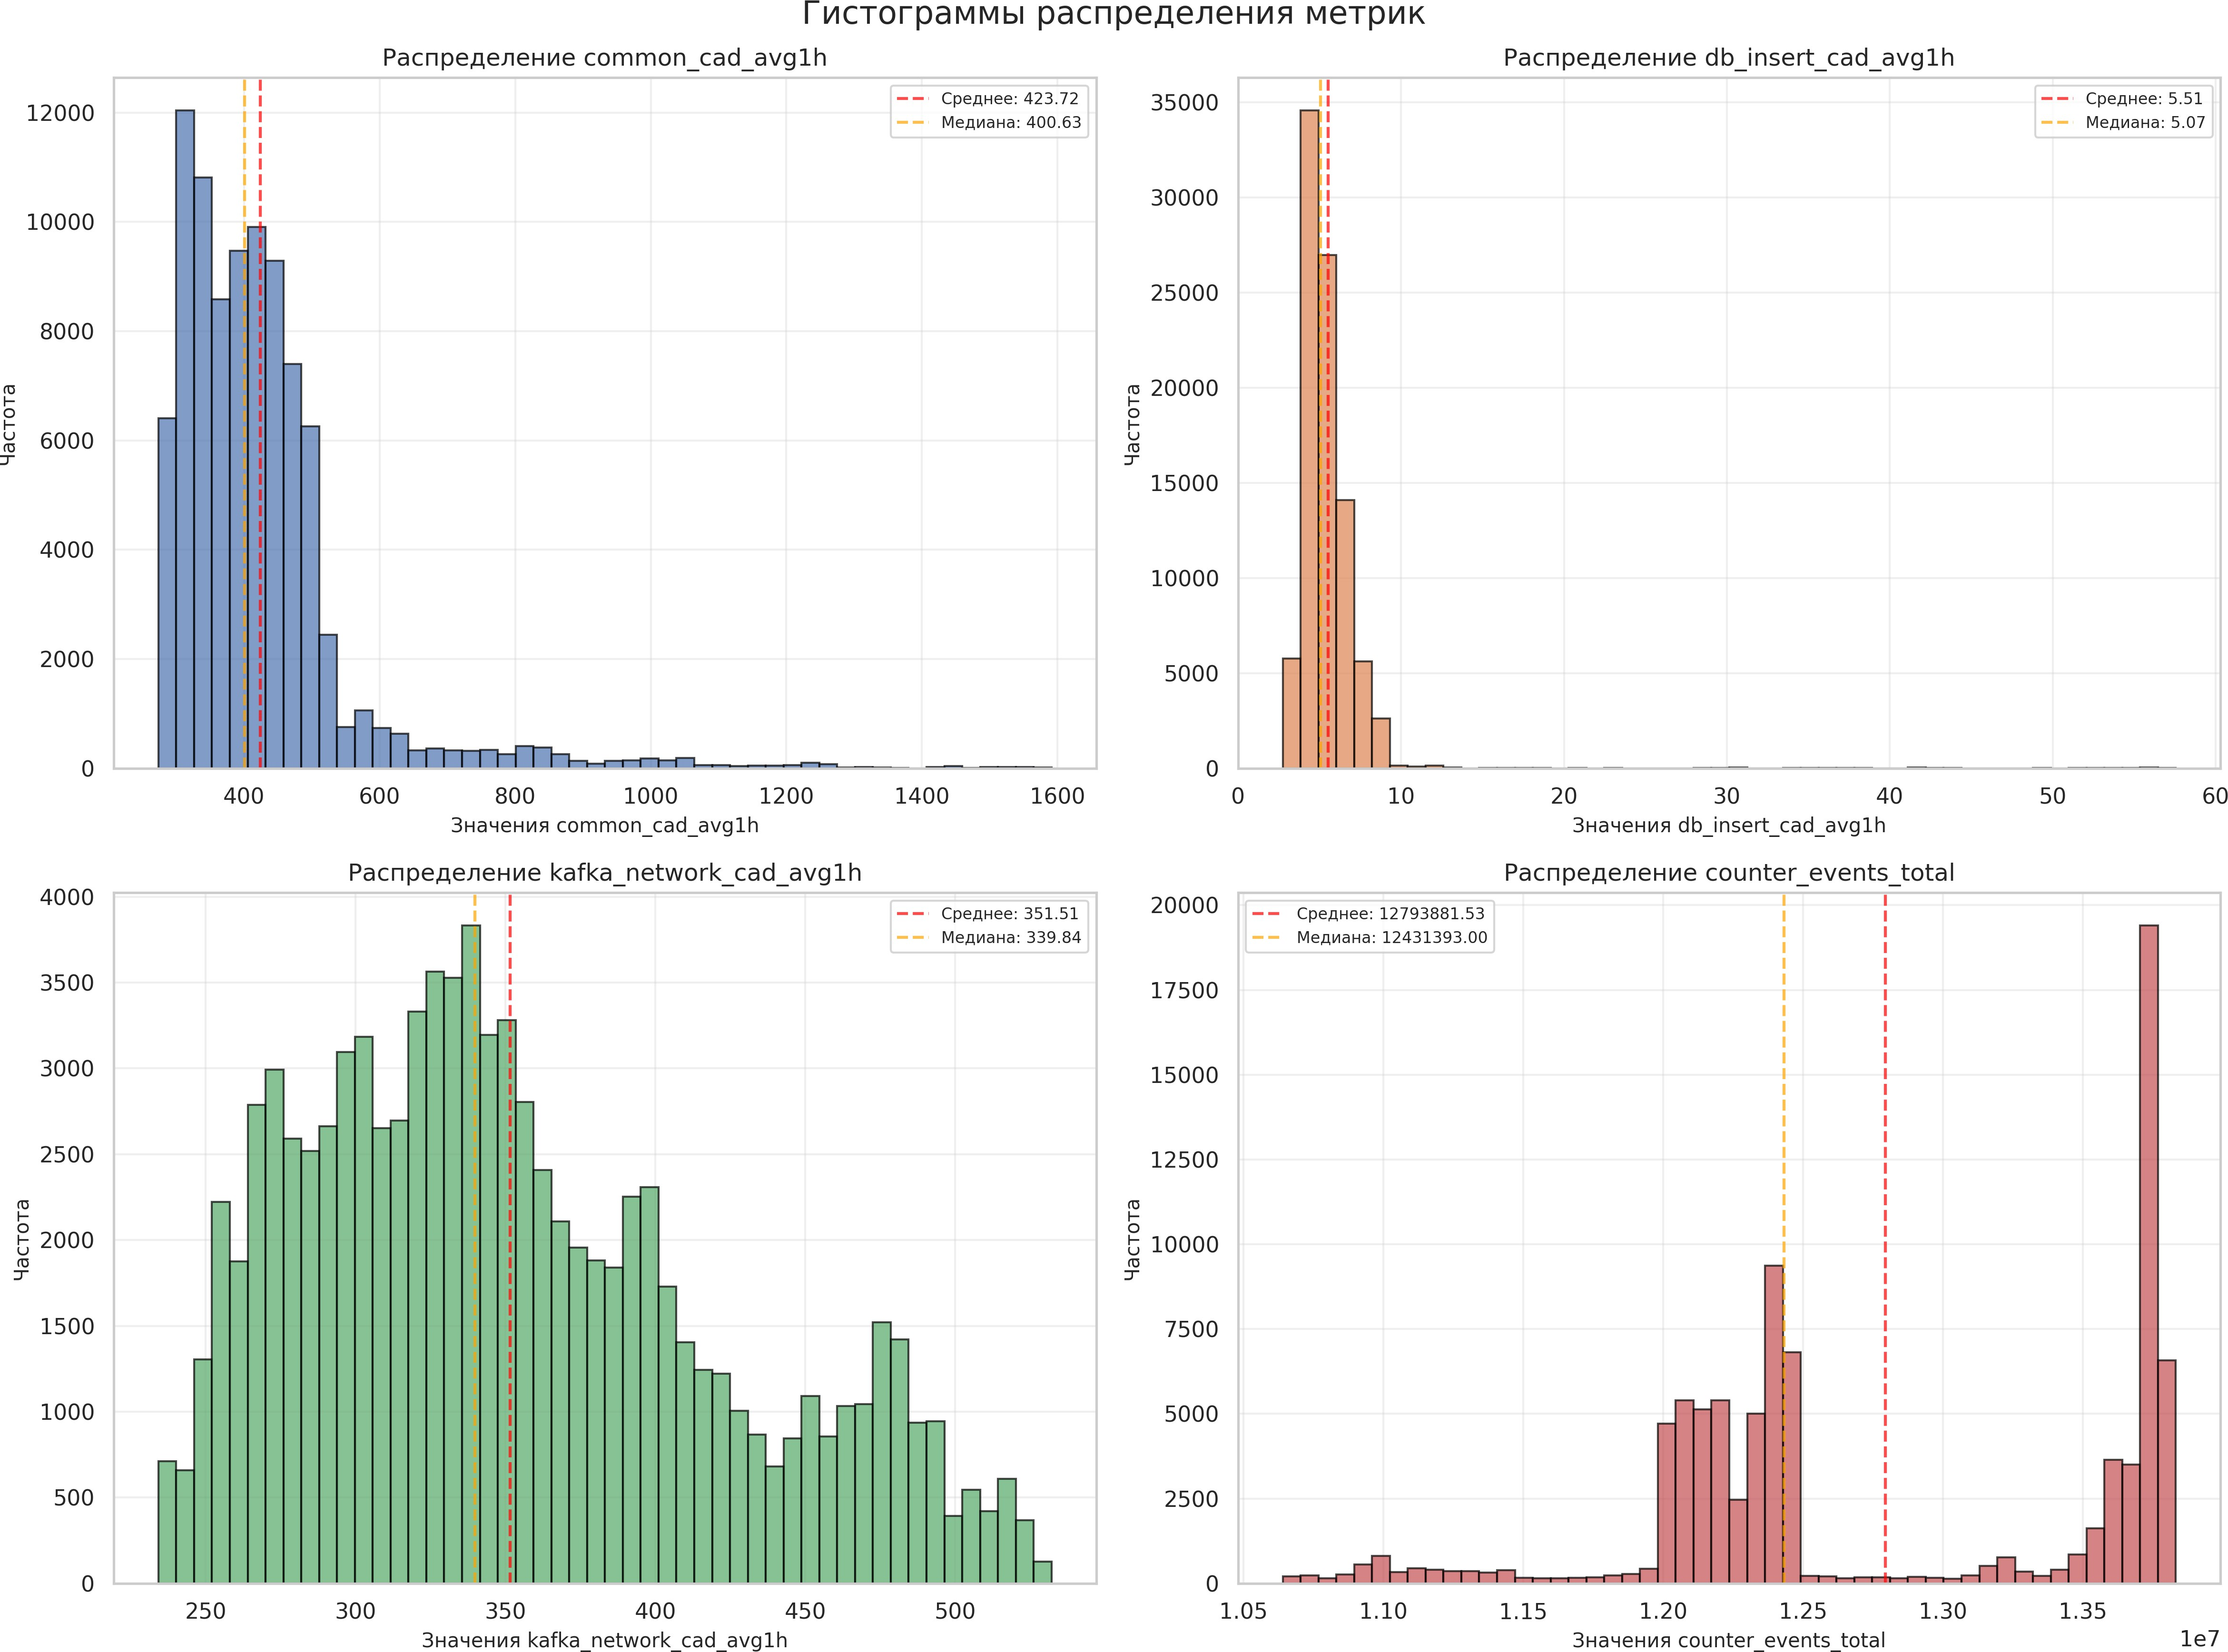 Гистограммы распределения метрик
Распределение common_cad_avg1h
Частота
12000
10000
8000
6000
4000
2000
0
400 600 800 1000 1200 1400 1600
Значения common_cad_avg1h
Среднее: 423.72
Медиана: 400.63
Распределение db_insert_cad_avg1h
Частота
35000
30000
25000
20000
15000
10000
5000
0
0 10 20 30 40 50 60
Значения db_insert_cad_avg1h
Среднее: 5.51
Медиана: 5.07
Распределение kafka_network_cad_avg1h
Частота
4000
3500
3000
2500
2000
1500
1000
500
0
250 300 350 400 450 500
Значения kafka_network_cad_avg1h
Среднее: 351.51
Медиана: 339.84
Распределение counter_events_total
Частота
20000
17500
15000
12500
10000
7500
5000
2500
0
1.05 1.10 1.15 1.20 1.25 1.30 1.35
1e7
Значения counter_events_total
Среднее: 12793881.53
Медиана: 12431393.00